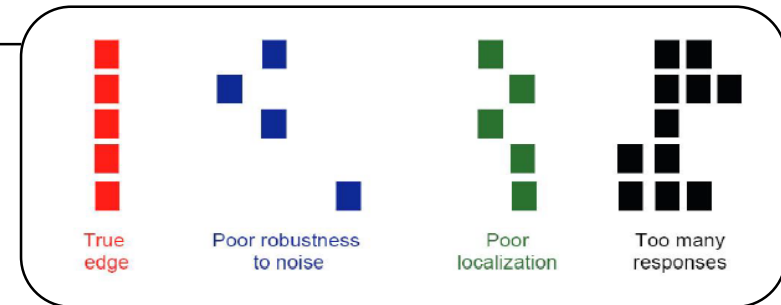 True
edge
Poor robustness
to noise
Poor
localization
Too many
responses